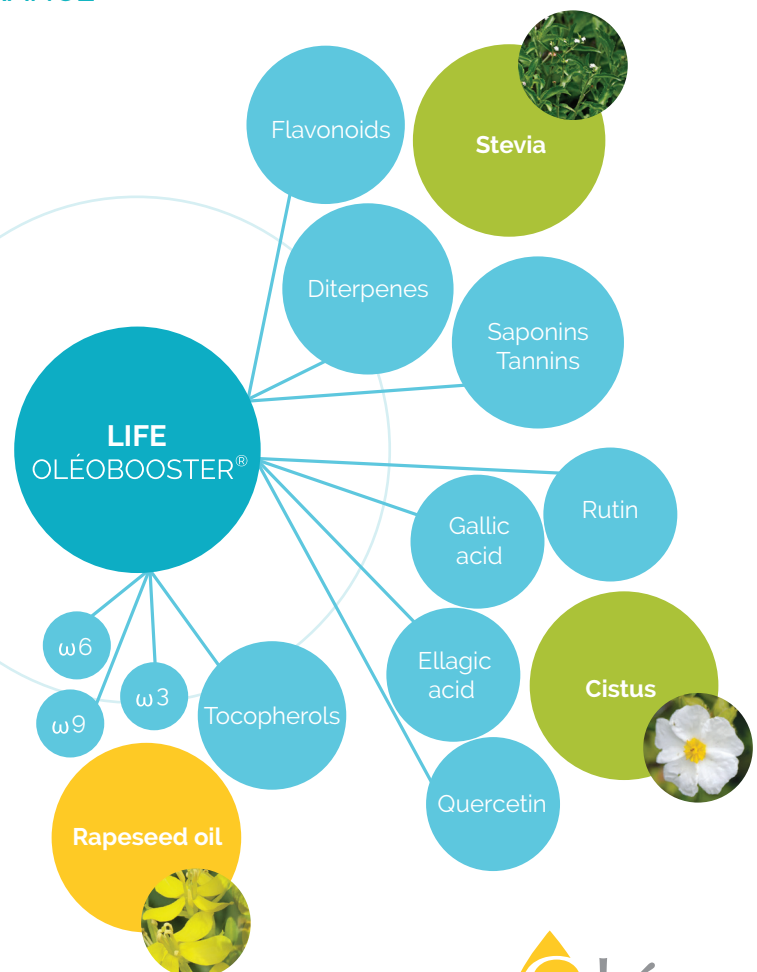 Flavonoids
Stevia
Diterpenes
Saponins
Tannins
LIFE
OLÉOBOOSTER®
Rutin
Gallic
acid
ω6
ω3
ω9
Tocopherols
Ellagic
acid
Cistus
Quercetin
Rapeseed oil